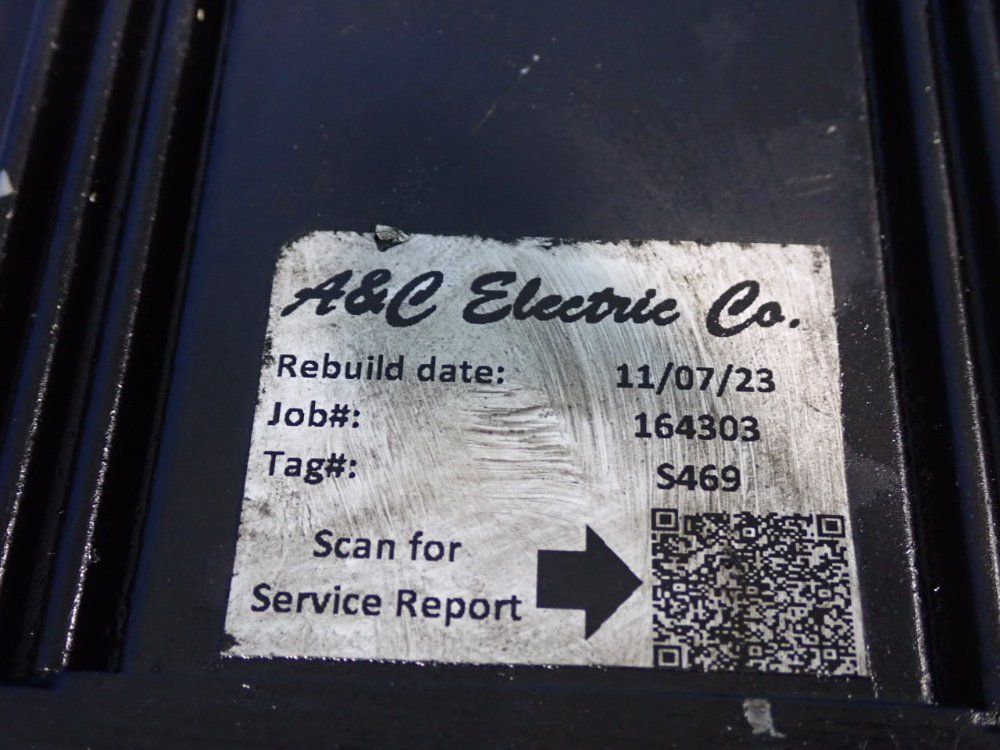 A&C Electric Co.
Rebuild date: 11/07/23
Job#: 164303
Tag#: S469
Scan for
Service Report